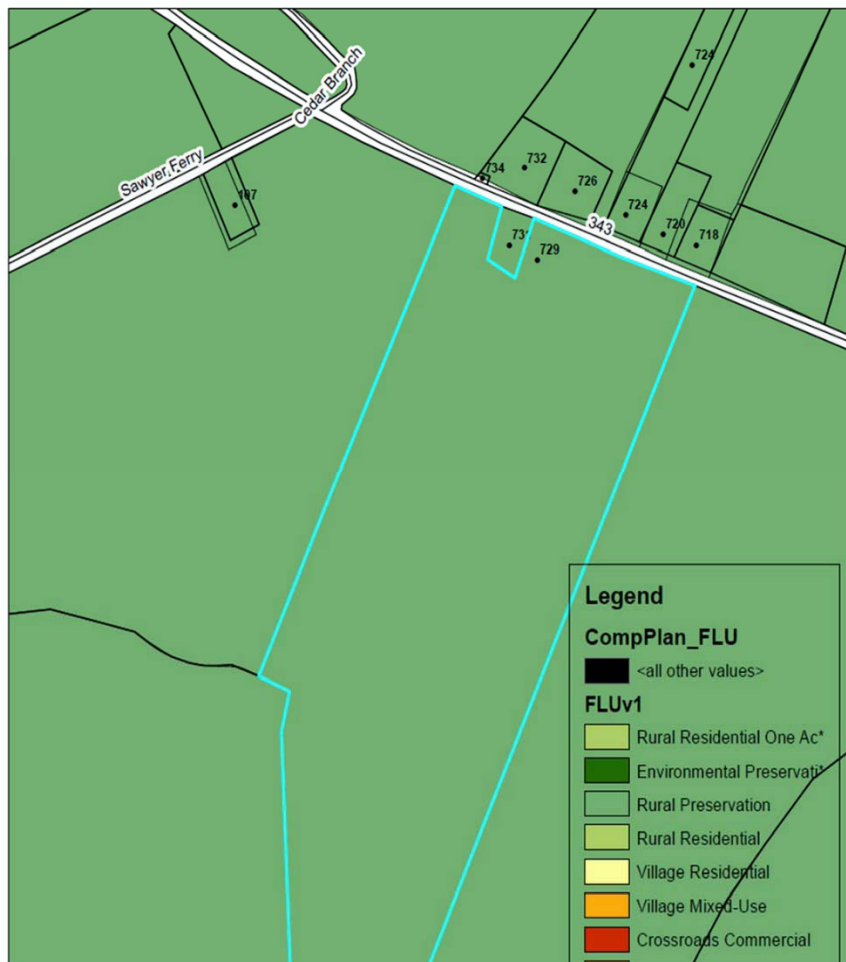 724
Cedar Branch
734
732
726
Sawyer Ferry
107
724
720
718
343
731
729
Legend
CompPlan_FLU
<all other values>
FLUv1
Rural Residential One Ac*
Environmental Preservati*
Rural Preservation
Rural Residential
Village Residential
Village Mixed-Use
Crossroads Commercial